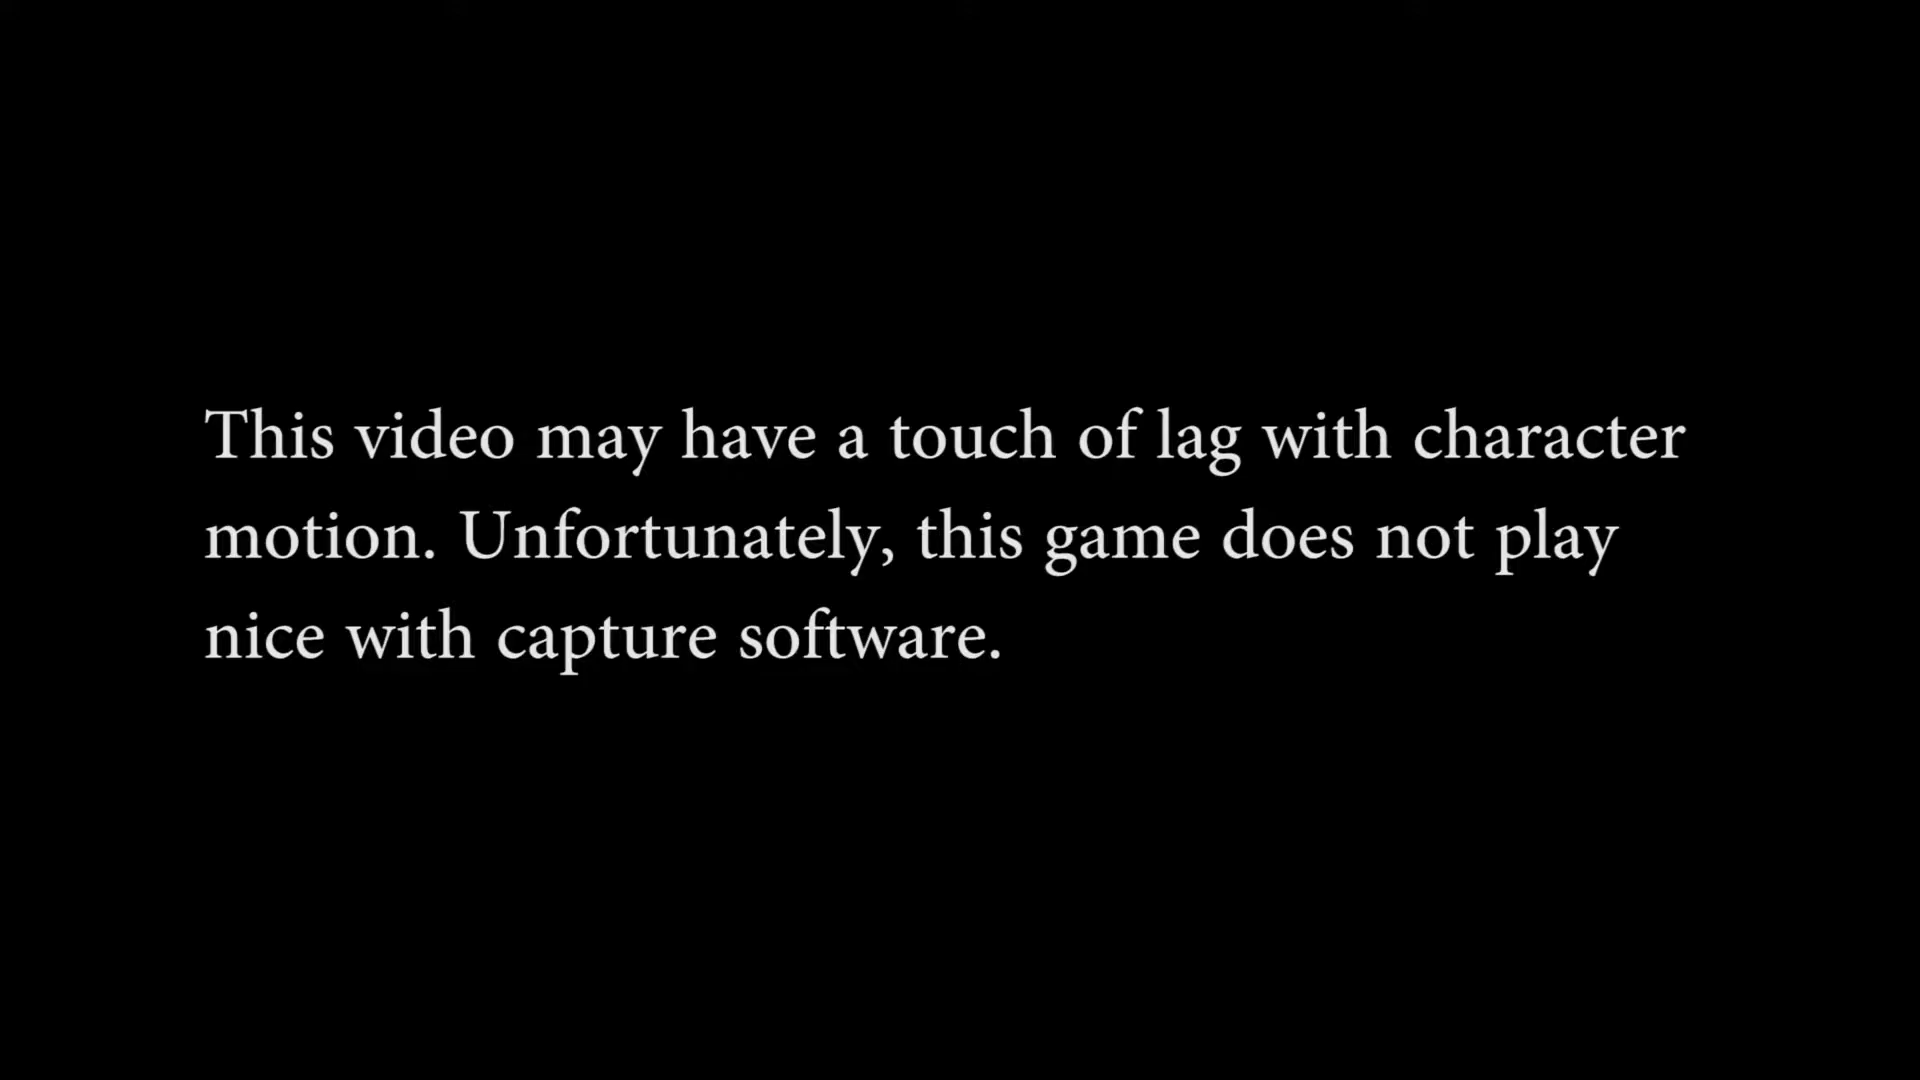 This video may have a touch of lag with character
motion. Unfortunately, this game does not play
nice with capture software.